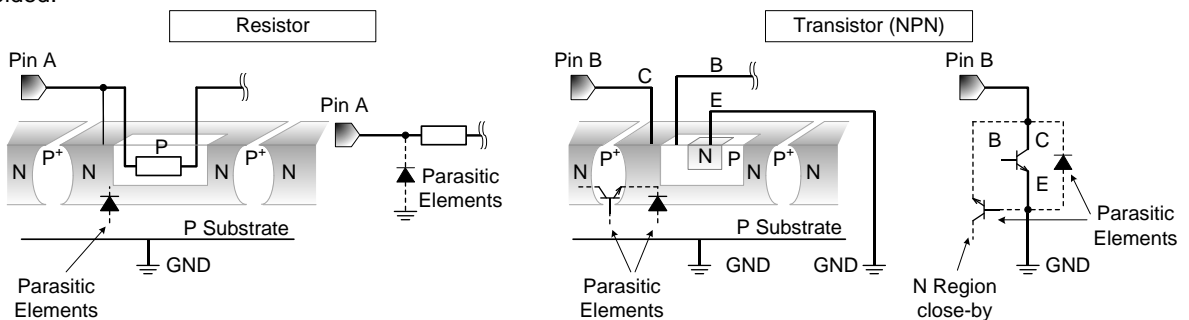 Resistor
Transistor (NPN)
Pin A
Pin A
N
P+
N
P
N
P+
N
Parasitic
Elements
P Substrate
GND
Parasitic
Elements
Pin B
C
B
E
N
P+
N
P
N
P+
N
P Substrate
GND
GND
Parasitic
Elements
Pin B
B
C
E
Parasitic
Elements
GND
N Region
close-by